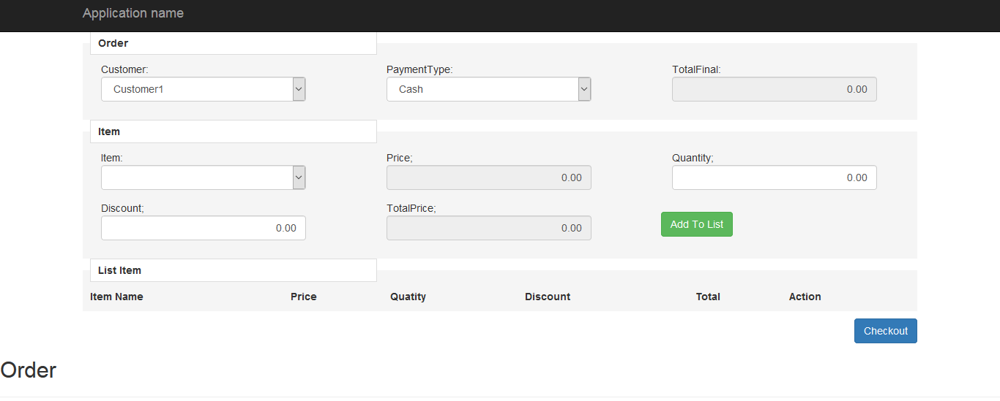 Application name
Order
Customer: PaymentType: TotalFinal:
Customer1 Cash 0.00
Item
Item: Price; Quantity;
0.00 0.00
Discount; TotalPrice;
0.00 0.00 Add To List
List Item
Item Name Price Quatity Discount Total Action
Checkout
Order